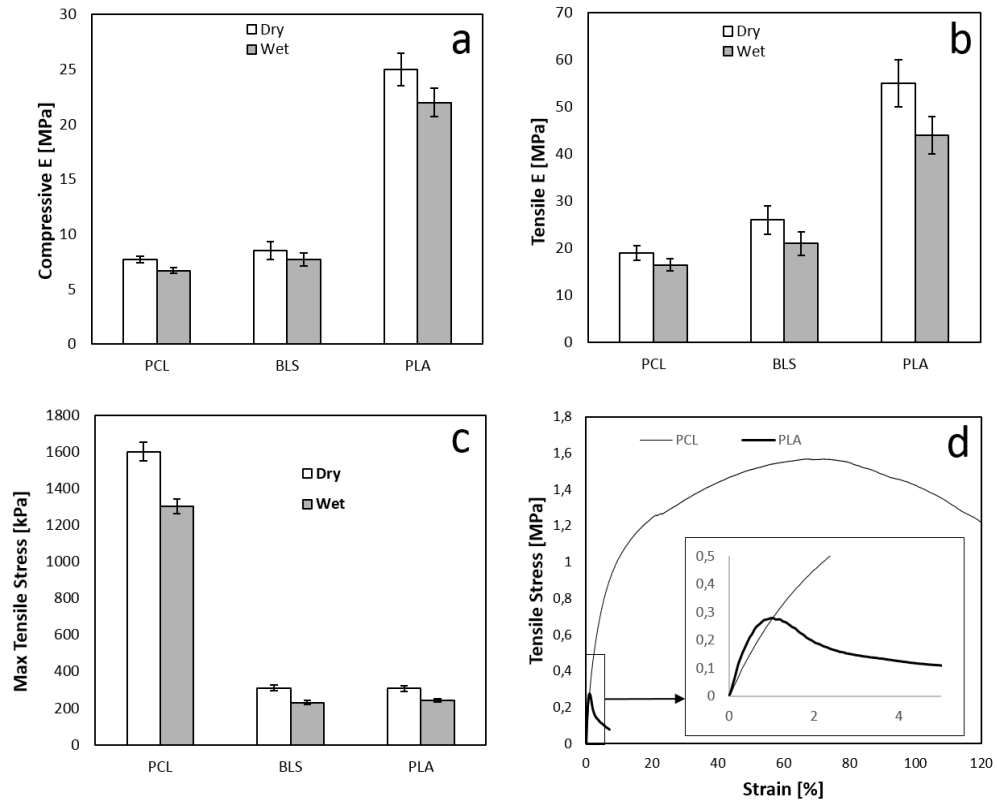 a
Dry
Wet
Compressive E [MPa]
30
25
20
15
10
5
0
PCL BLS PLA
b
Dry
Wet
Tensile E [MPa]
70
60
50
40
30
20
10
0
PCL BLS PLA
c
Dry
Wet
Max Tensile Stress [kPa]
1800
1600
1400
1200
1000
800
600
400
200
0
PCL BLS PLA
d
PCL PLA
Tensile Stress [MPa]
1,8
1,6
1,4
1,2
1
0,8
0,6
0,4
0,2
0
0,5
0,4
0,3
0,2
0,1
0
0 2 4
0 20 40 60 80 100 120
Strain [%]